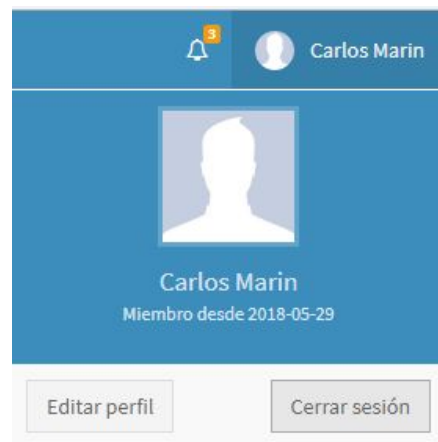 3
Carlos Marin
Carlos Marin
Miembro desde 2018-05-29
Editar perfil
Cerrar sesión